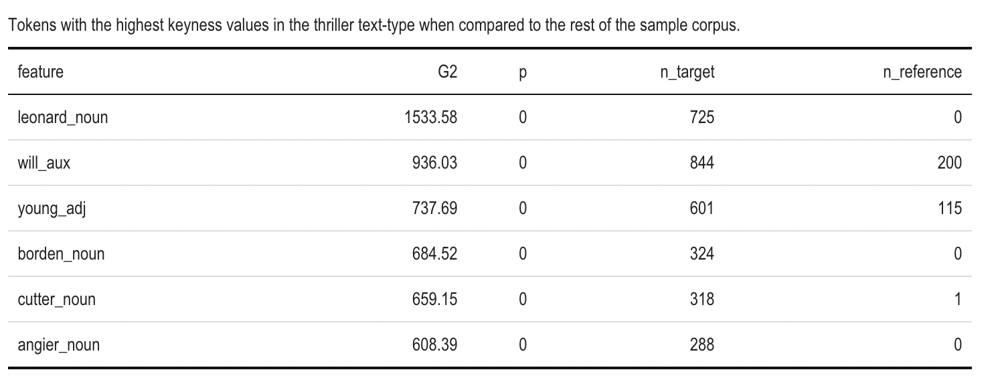 Tokens with the highest keyness values in the thriller text-type when compared to the rest of the sample corpus.
feature G2 p n_target n_reference
leonard_noun 1533.58 0 725 0
will_aux 936.03 0 844 200
young_adj 737.69 0 601 115
borden_noun 684.52 0 324 0
cutter_noun 659.15 0 318 1
angier_noun 608.39 0 288 0